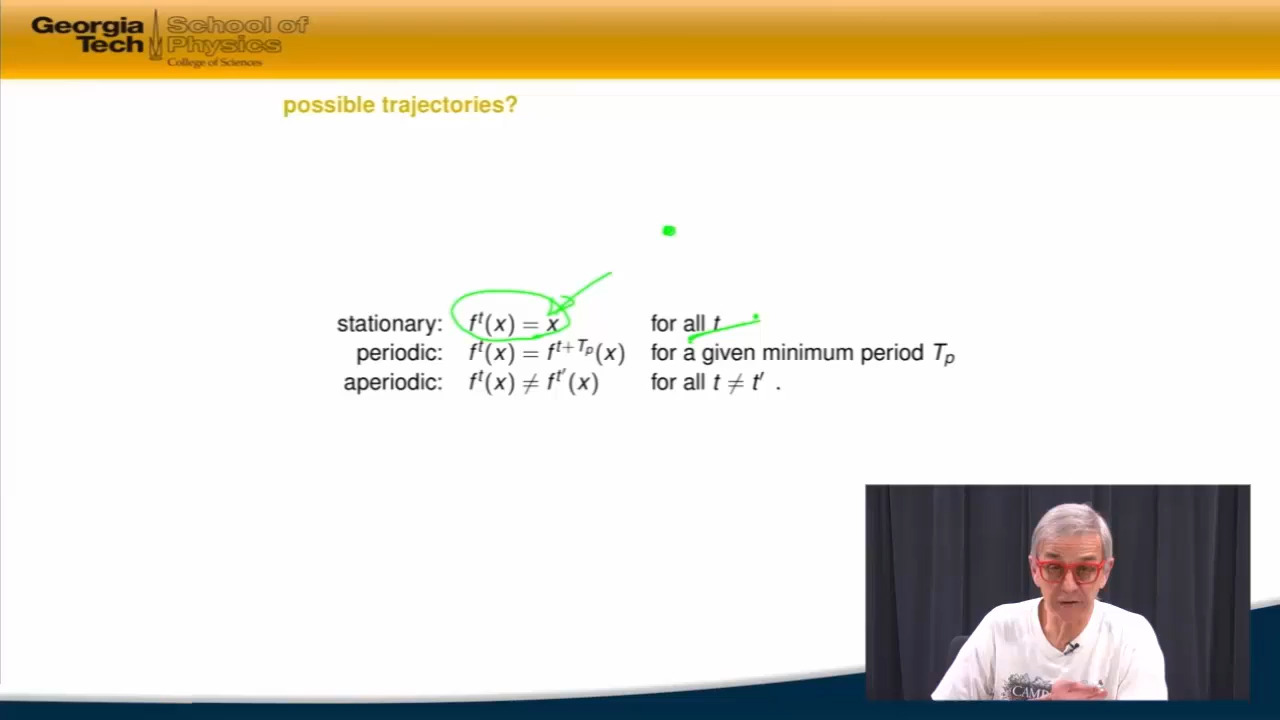 Georgia Tech School of Physics
College of Sciences
possible trajectories?
stationary: fᵗ(x) = x for all t
periodic: fᵗ(x) = fᵗ⁺ᵀᵖ(x) for a given minimum period Tₚ
aperiodic: fᵗ(x) ≠ fᵗ′(x) for all t ≠ t′ .
CAMP